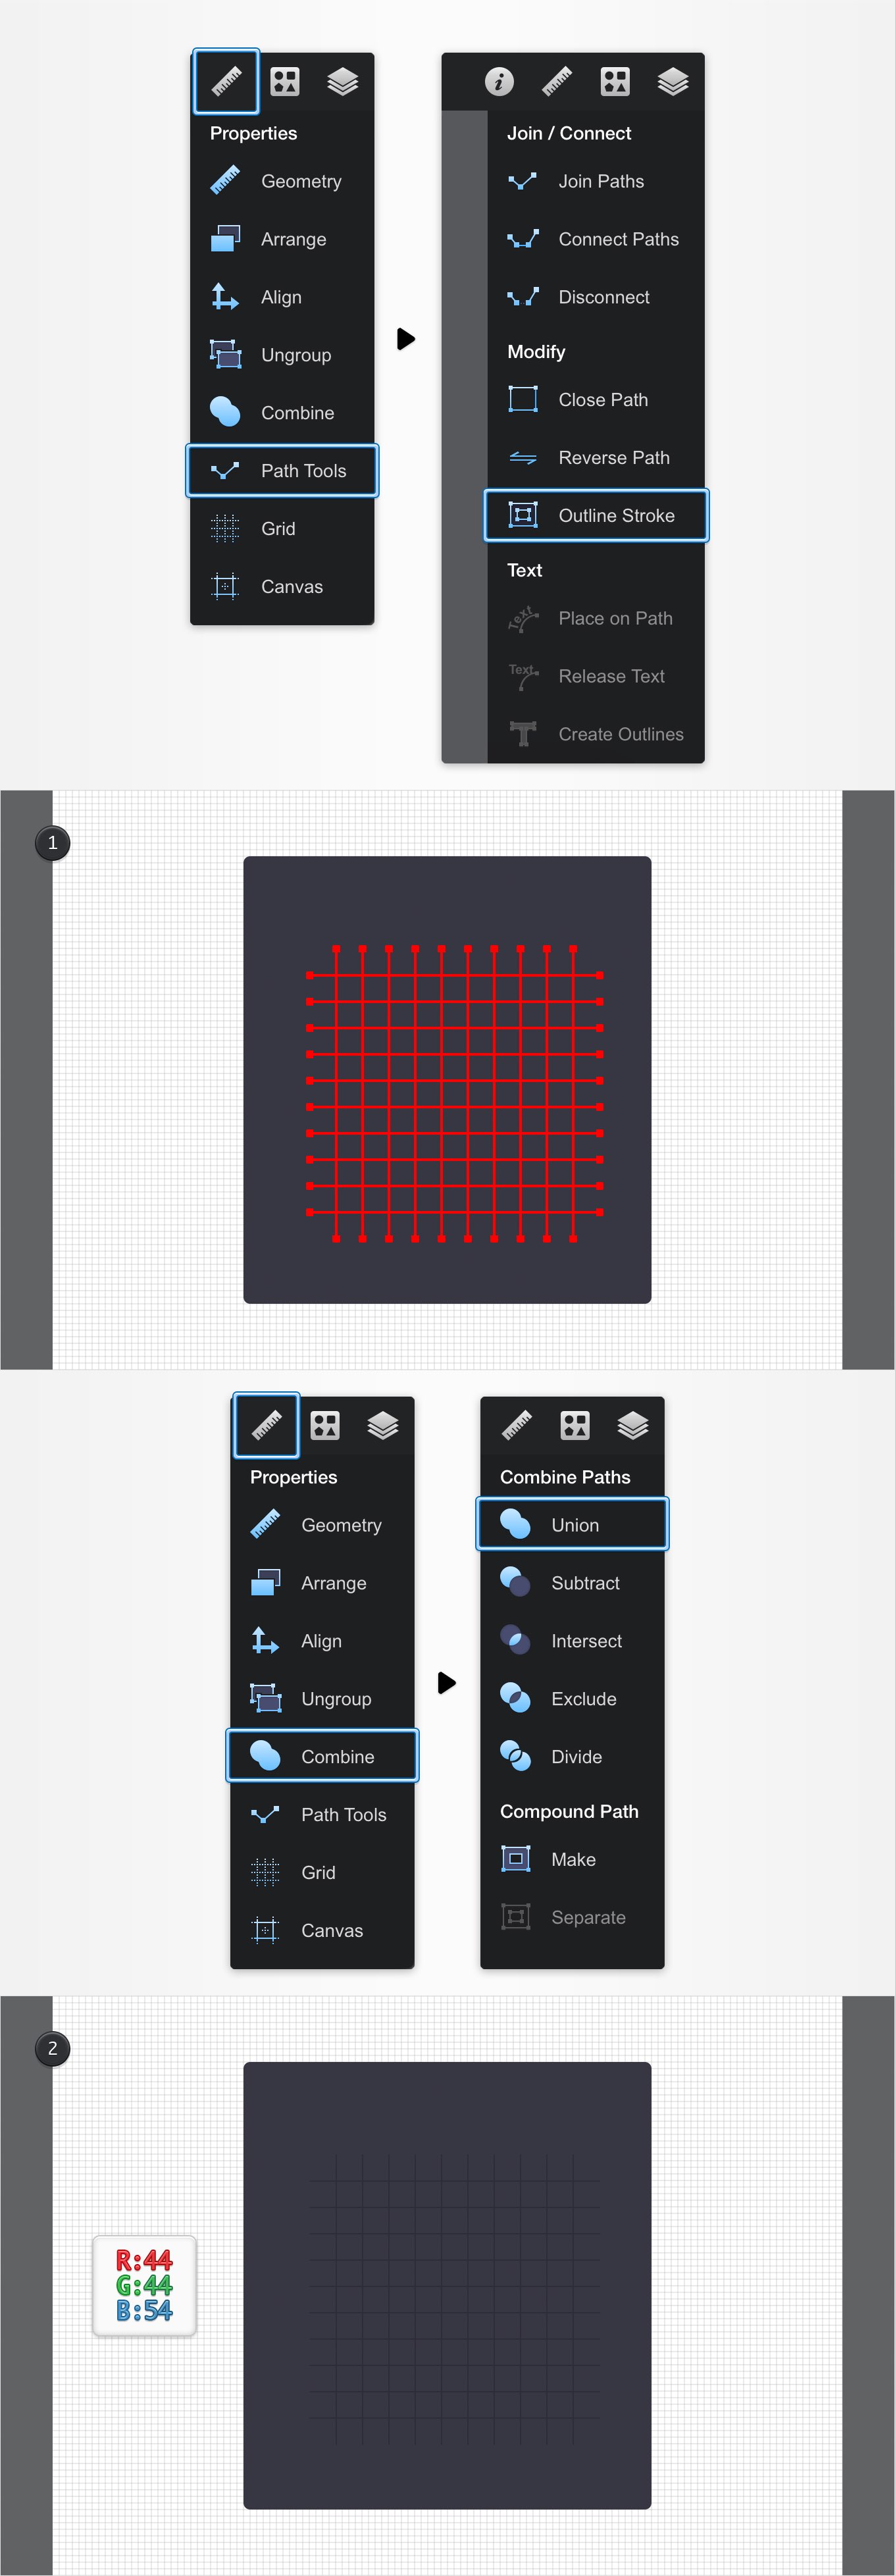 Properties
Geometry
Arrange
Align
Ungroup
Combine
Path Tools
Grid
Canvas
Join / Connect
Join Paths
Connect Paths
Disconnect
Modify
Close Path
Reverse Path
Outline Stroke
Text
Place on Path
Release Text
Create Outlines
1
Properties
Geometry
Arrange
Align
Ungroup
Combine
Path Tools
Grid
Canvas
Combine Paths
Union
Subtract
Intersect
Exclude
Divide
Compound Path
Make
Separate
2
R:44
G:44
B:54